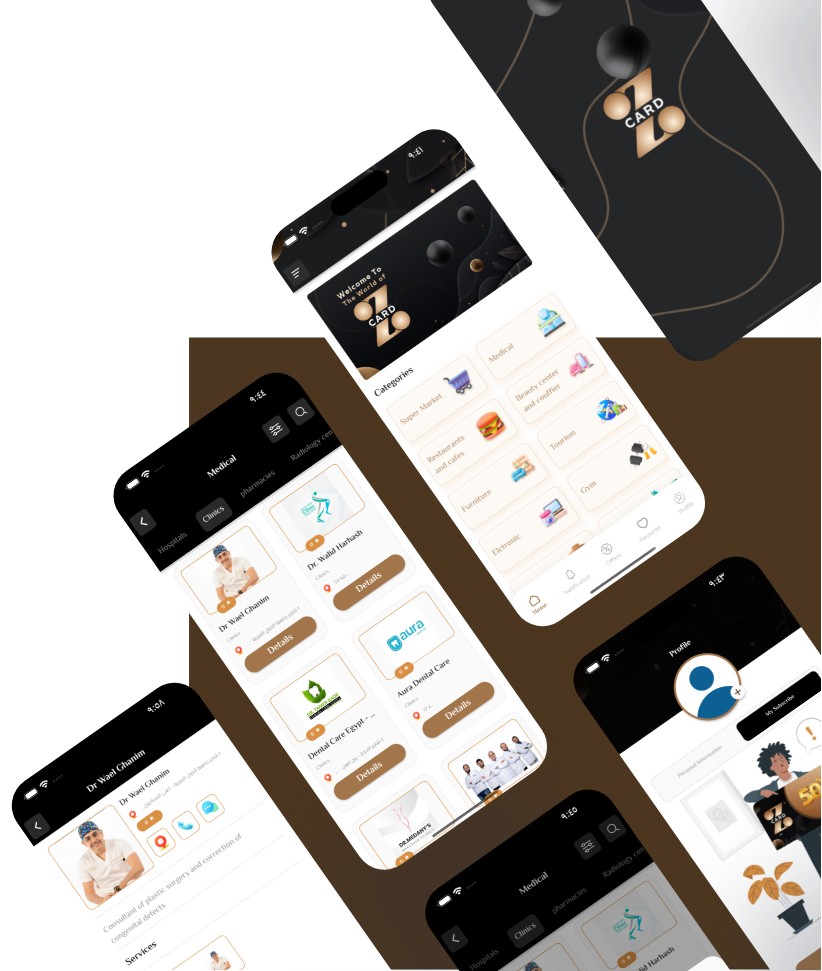 CARD
٩:٤١
Welcome To
The World of
CARD
Categories
Super Market
Medical
Restaurants
and cafes
Beauty center
and couffier
Furniture
Tourism
Elctronic
Gym
Home
Notification
Offers
Favourite
Profile
٩:٤٤
Medical
Hospitals
Clinics
pharmacies
Radiology cen
Dr Wael Ghanim
Clinics
Details
Dr. Walid Harhash
Clinics
Details
Dental Care Egypt - ...
Clinics
Details
aura
Aura Dental Care
Clinics
Details
DR.MEDANY'S
٩:٥٨
Dr Wael Ghanim
Dr Wael Ghanim
Consultant of plastic surgery and correction of
congenital defects
Services
٩:٤٣
Profile
Personal Information
My Subscribe
CARD
50%
٩:٤٥
Medical
Hospitals
Clinics
pharmacies
Radiology cen
lid Harhash